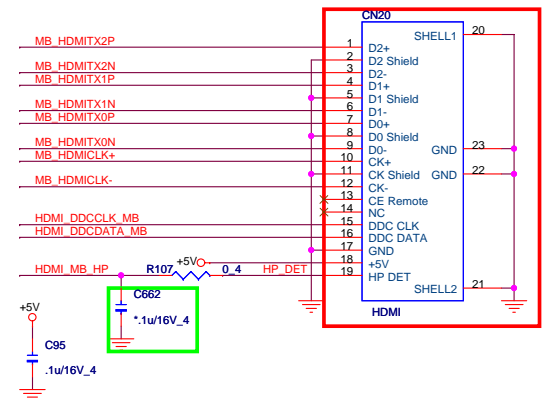 CN20
MB_HDMITX2P
MB_HDMITX2N
MB_HDMITX1P
MB_HDMITX1N
MB_HDMITX0P
MB_HDMITX0N
MB_HDMICLK+
MB_HDMICLK-
HDMI_DDCCLK_MB
HDMI_DDCDATA_MB
HDMI_MB_HP
R107
+5V
0_4
HP_DET
1 D2+
2 D2 Shield
3 D2-
4 D1+
5 D1 Shield
6 D1-
7 D0+
8 D0 Shield
9 D0-
10 CK+
11 CK Shield
12 CK-
13 CE Remote
14 NC
15 DDC CLK
16 DDC DATA
17 GND
18 +5V
19 HP DET
SHELL1 20
GND 23
GND 22
SHELL2 21
HDMI
C662
*.1u/16V_4
+5V
C95
.1u/16V_4